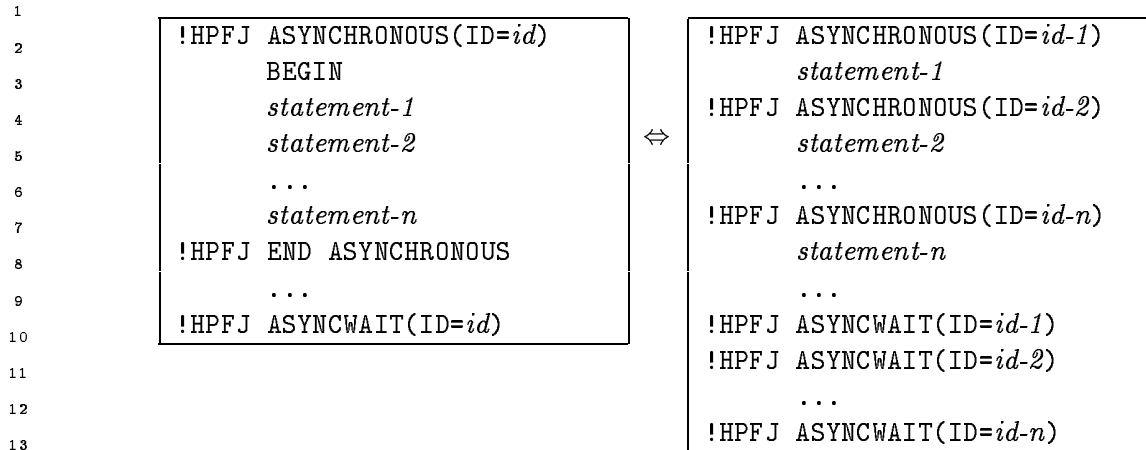 1
2
3
4
5
6
7
8
9
10
11
12
13
!HPFJ ASYNCHRONOUS(ID=id)
BEGIN
statement-1
statement-2
...
statement-n
!HPFJ END ASYNCHRONOUS
...
!HPFJ ASYNCWAIT(ID=id)
⇔
!HPFJ ASYNCHRONOUS(ID=id-1)
statement-1
!HPFJ ASYNCHRONOUS(ID=id-2)
statement-2
...
!HPFJ ASYNCHRONOUS(ID=id-n)
statement-n
...
!HPFJ ASYNCWAIT(ID=id-1)
!HPFJ ASYNCWAIT(ID=id-2)
...
!HPFJ ASYNCWAIT(ID=id-n)